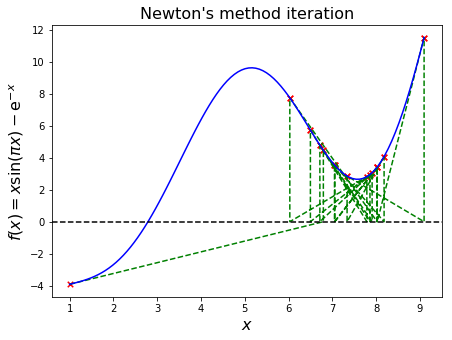 Newton's method iteration
f(x) = x sin(πx) − e^{−x}
12
10
8
6
4
2
0
−2
−4
1 2 3 4 5 6 7 8 9
x